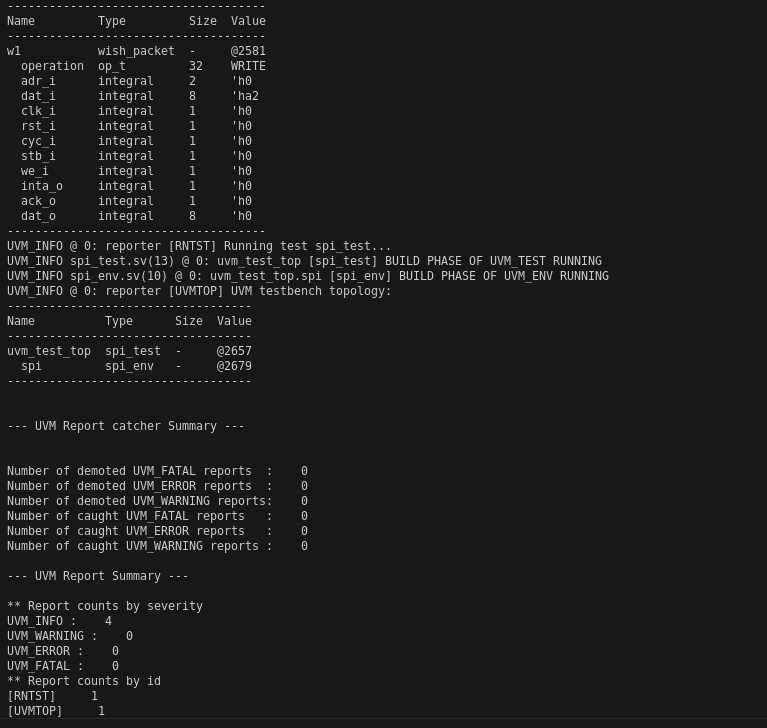 -------------------------------------
Name         Type         Size  Value
-------------------------------------
w1           wish_packet  -     @2581
  operation  op_t         32    WRITE
  adr_i      integral     2     'h0
  dat_i      integral     8     'ha2
  clk_i      integral     1     'h0
  rst_i      integral     1     'h0
  cyc_i      integral     1     'h0
  stb_i      integral     1     'h0
  we_i       integral     1     'h0
  inta_o     integral     1     'h0
  ack_o      integral     1     'h0
  dat_o      integral     8     'h0
-------------------------------------
UVM_INFO @ 0: reporter [RNTST] Running test spi_test...
UVM_INFO spi_test.sv(13) @ 0: uvm_test_top [spi_test] BUILD PHASE OF UVM_TEST RUNNING
UVM_INFO spi_env.sv(10) @ 0: uvm_test_top.spi [spi_env] BUILD PHASE OF UVM_ENV RUNNING
UVM_INFO @ 0: reporter [UVMTOP] UVM testbench topology:
-----------------------------------
Name          Type      Size  Value
-----------------------------------
uvm_test_top  spi_test  -     @2657
  spi         spi_env   -     @2679
-----------------------------------
--- UVM Report catcher Summary ---
Number of demoted UVM_FATAL reports  :    0
Number of demoted UVM_ERROR reports  :    0
Number of demoted UVM_WARNING reports:    0
Number of caught UVM_FATAL reports   :    0
Number of caught UVM_ERROR reports   :    0
Number of caught UVM_WARNING reports :    0
--- UVM Report Summary ---
** Report counts by severity
UVM_INFO :    4
UVM_WARNING :    0
UVM_ERROR :    0
UVM_FATAL :    0
** Report counts by id
[RNTST]     1
[UVMTOP]     1